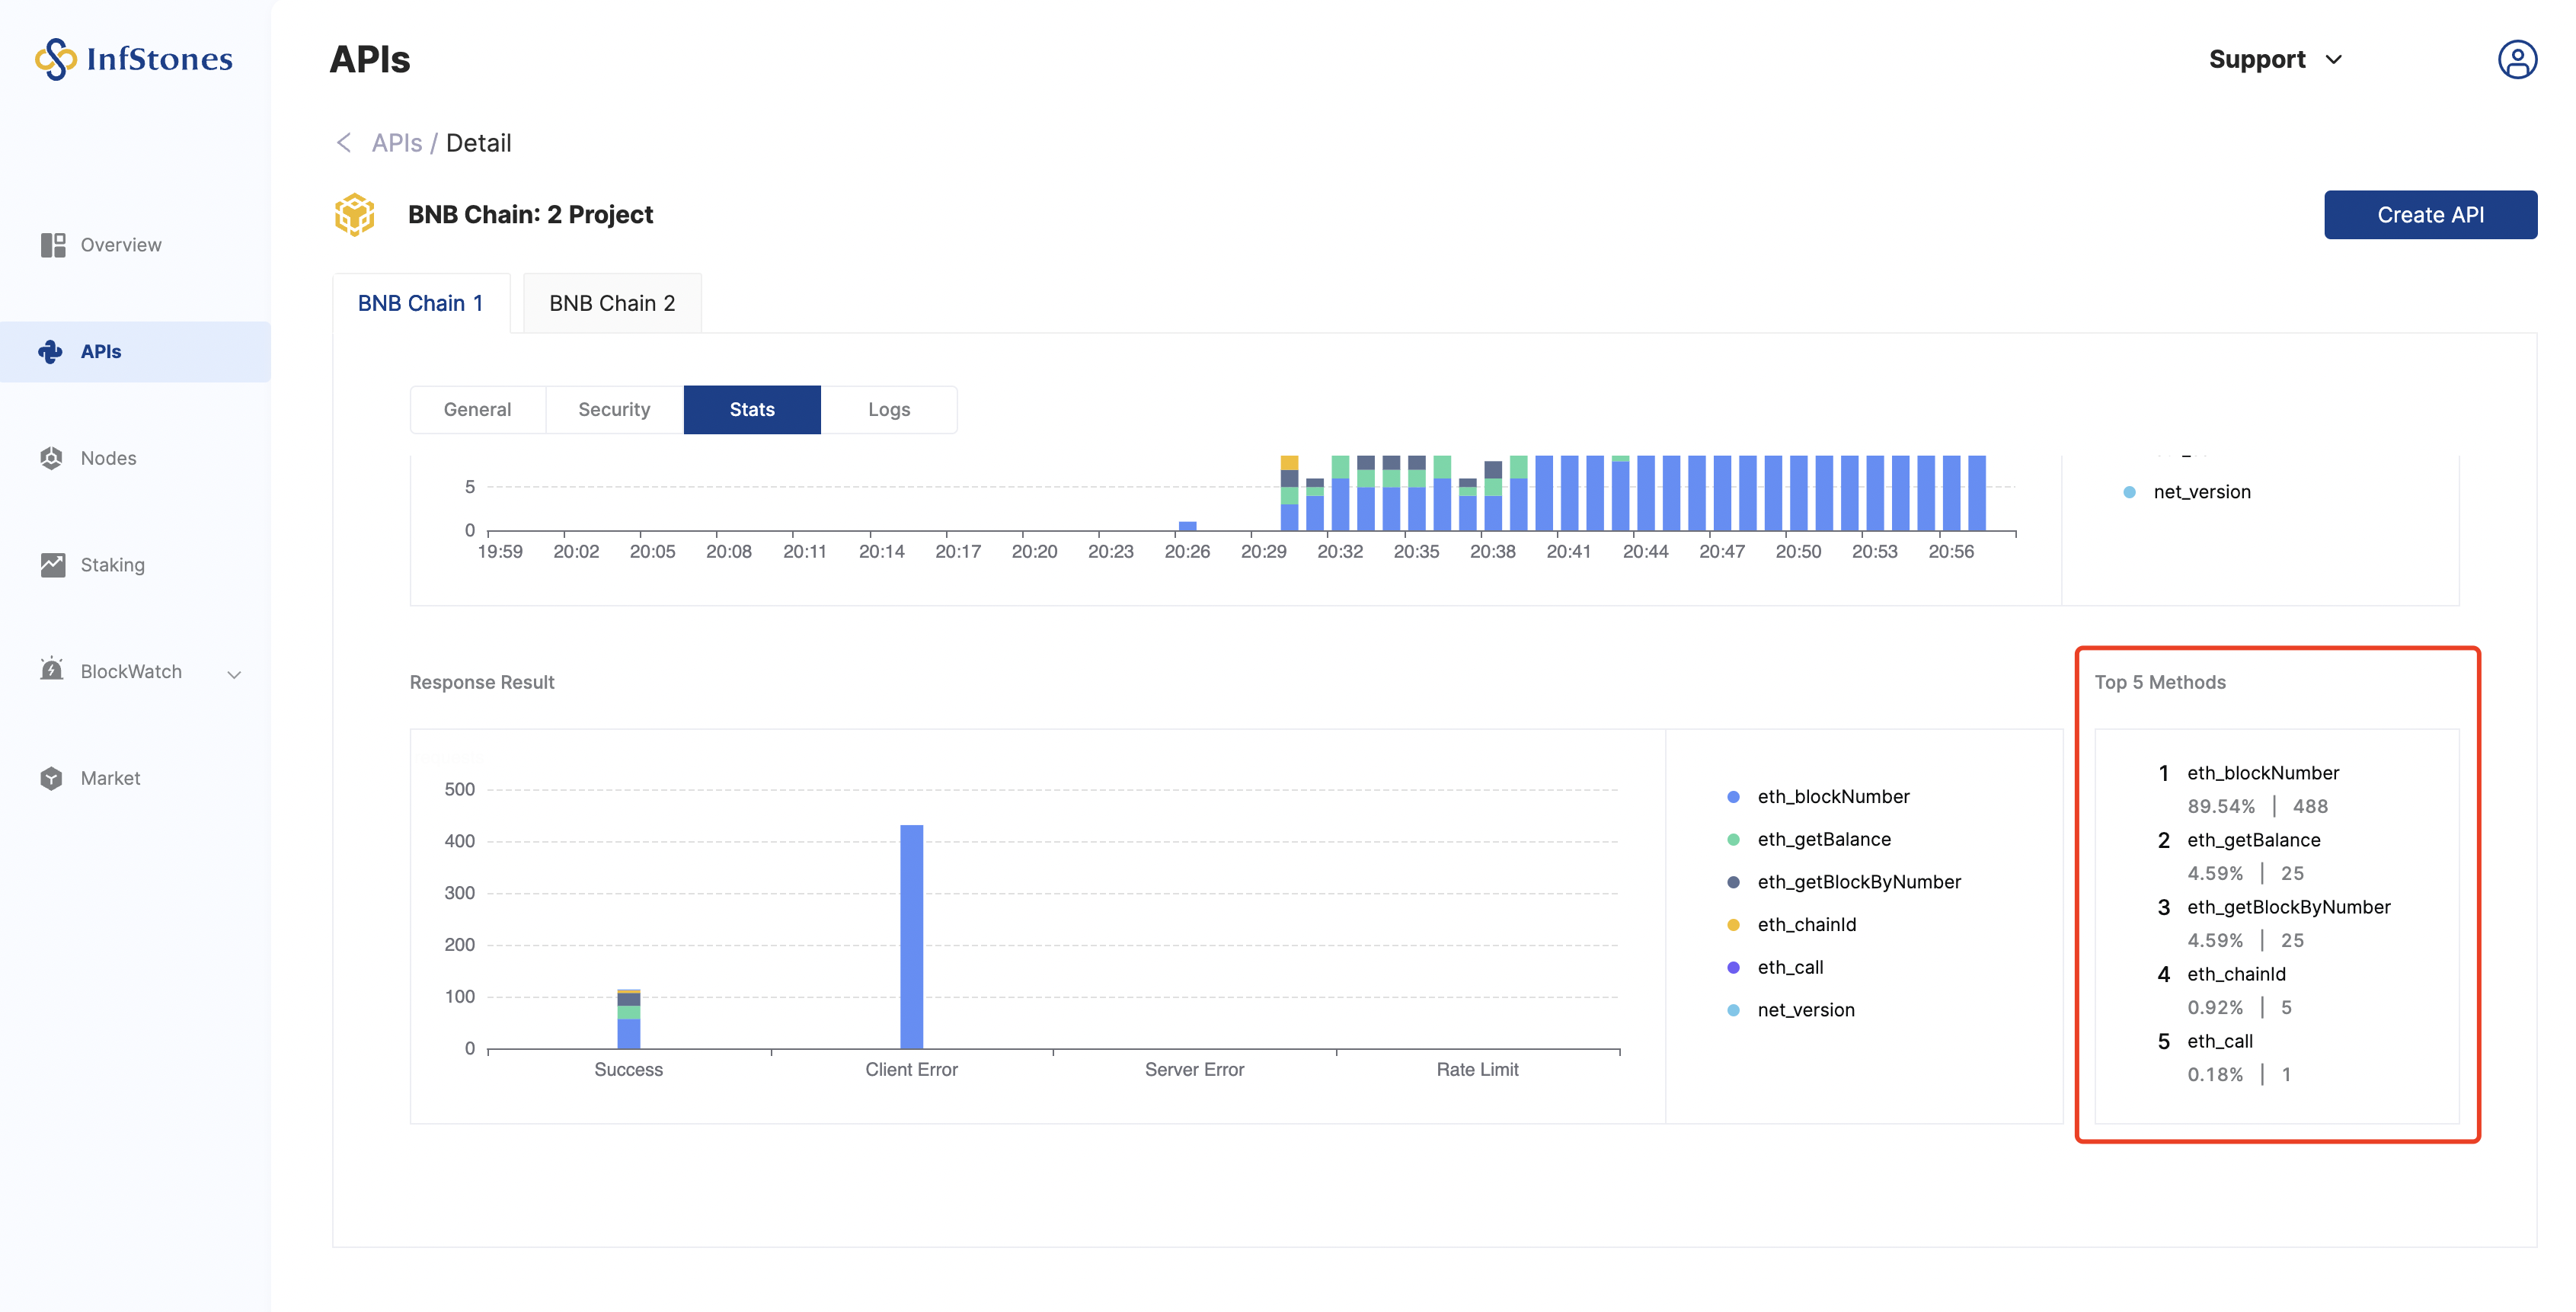 InfStones
APIs
Support
APIs / Detail
BNB Chain: 2 Project
Create API
Overview
APIs
Nodes
Staking
BlockWatch
Market
BNB Chain 1
BNB Chain 2
General
Security
Stats
Logs
5
0
19:59 20:02 20:05 20:08 20:11 20:14 20:17 20:20 20:23 20:26 20:29 20:32 20:35 20:38 20:41 20:44 20:47 20:50 20:53 20:56
net_version
Response Result
500
400
300
200
100
0
Success Client Error Server Error Rate Limit
eth_blockNumber
eth_getBalance
eth_getBlockByNumber
eth_chainId
eth_call
net_version
Top 5 Methods
1 eth_blockNumber
89.54% | 488
2 eth_getBalance
4.59% | 25
3 eth_getBlockByNumber
4.59% | 25
4 eth_chainId
0.92% | 5
5 eth_call
0.18% | 1